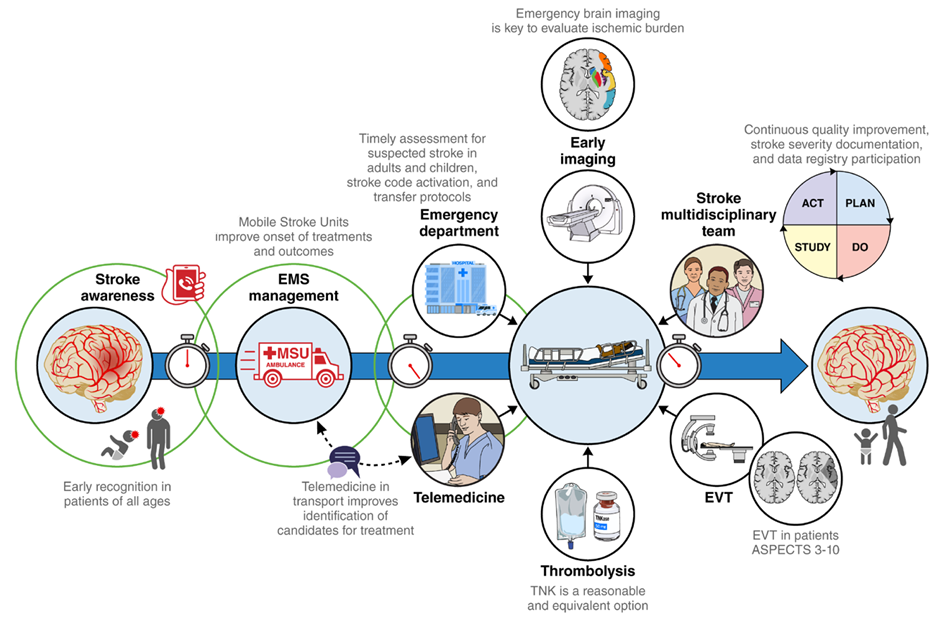 Emergency brain imaging
is key to evaluate ischemic burden
Early
imaging
Timely assessment for
suspected stroke in
adults and children,
stroke code activation, and
transfer protocols
Emergency
department
HOSPITAL
Continuous quality improvement,
stroke severity documentation,
and data registry participation
ACT
PLAN
STUDY
DO
Stroke
multidisciplinary
team
Mobile Stroke Units
improve onset of treatments
and outcomes
EMS
management
MSU
AMBULANCE
Stroke
awareness
Early recognition in
patients of all ages
Telemedicine in
transport improves
identification of
candidates for treatment
Telemedicine
TNKase
Thrombolysis
TNK is a reasonable
and equivalent option
EVT
EVT in patients
ASPECTS 3-10